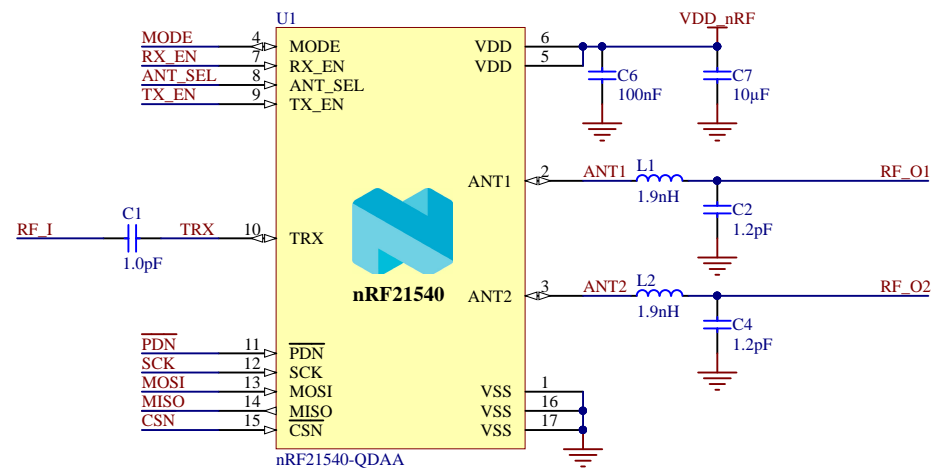 U1
VDD_nRF
MODE 4 MODE VDD 6
RX_EN 7 RX_EN VDD 5
ANT_SEL 8 ANT_SEL
TX_EN 9 TX_EN
C6
100nF
C7
10µF
ANT1 2 ANT1 L1 RF_O1
1.9nH
C2
1.2pF
C1
RF_I TRX 10 TRX
1.0pF
nRF21540
ANT2 3 ANT2 L2 RF_O2
1.9nH
C4
1.2pF
PDN 11 PDN
SCK 12 SCK
MOSI 13 MOSI VSS 1
MISO 14 MISO VSS 16
CSN 15 CSN VSS 17
nRF21540-QDAA